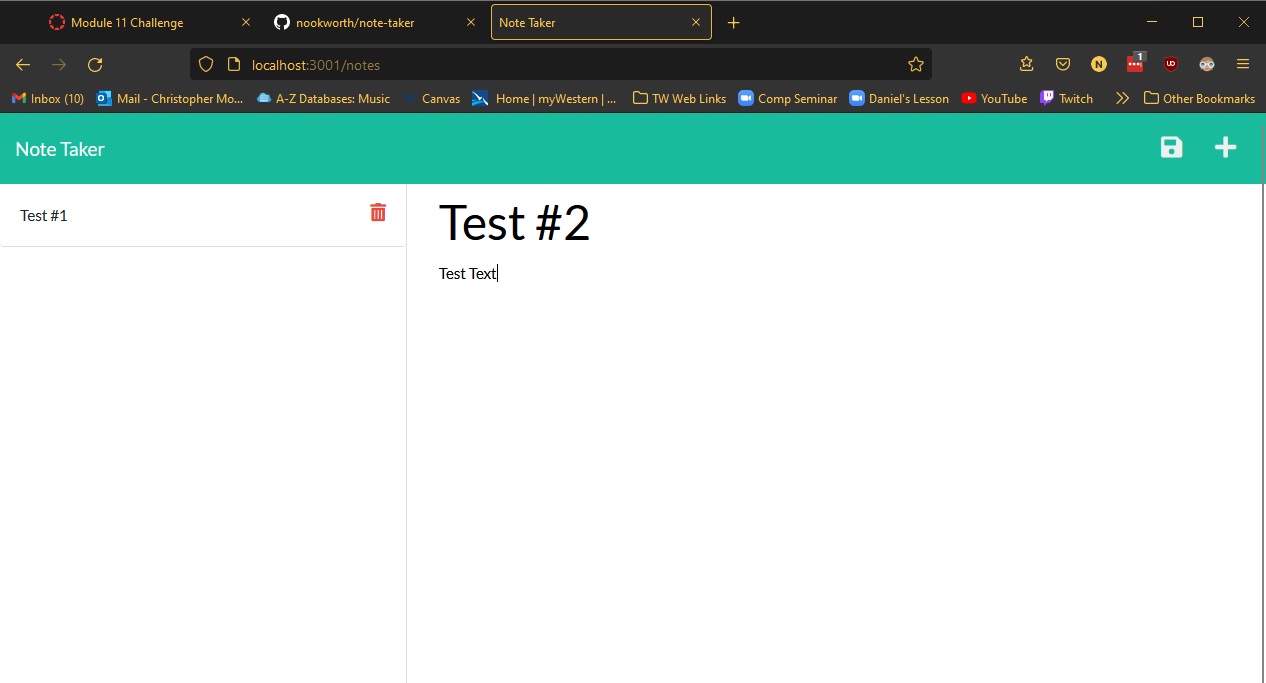 Module 11 Challenge
nookworth/note-taker
Note Taker
localhost:3001/notes
N
1
UD
Inbox (10)
Mail - Christopher Mo...
A-Z Databases: Music
Canvas
Home | myWestern | ...
TW Web Links
Comp Seminar
Daniel's Lesson
YouTube
Twitch
Other Bookmarks
Note Taker
Test #1
Test #2
Test Text